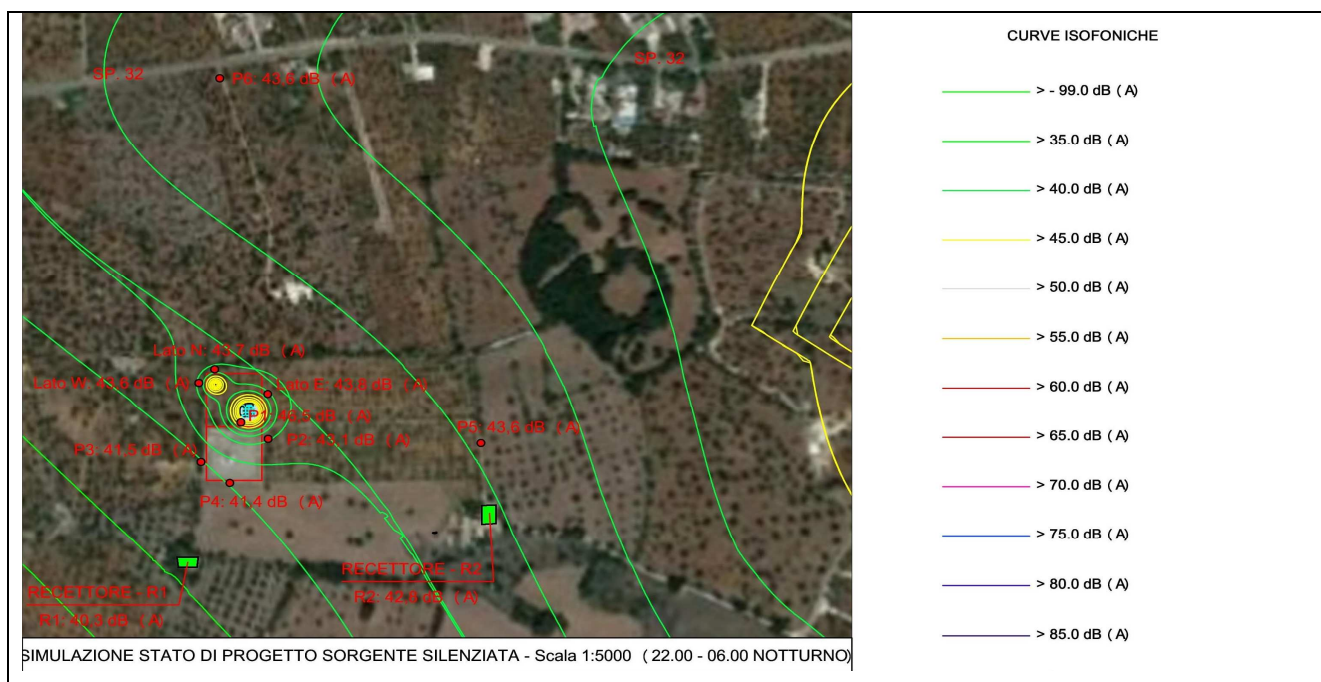 CURVE ISOFONICHE
> - 99.0 dB ( A)
> 35.0 dB ( A)
> 40.0 dB ( A)
> 45.0 dB ( A)
> 50.0 dB ( A)
> 55.0 dB ( A)
> 60.0 dB ( A)
> 65.0 dB ( A)
> 70.0 dB ( A)
> 75.0 dB ( A)
> 80.0 dB ( A)
> 85.0 dB ( A)
SP. 32
SP. 32
P6: 43,6 dB ( A)
Lato N: 43,7 dB ( A)
Lato W: 43,6 dB ( A)
Lato E: 43,8 dB ( A)
P1: 46,5 dB ( A)
P2: 43,1 dB ( A)
P5: 43,6 dB ( A)
P3: 41,5 dB ( A)
P4: 41,4 dB ( A)
RECETTORE - R2
R2: 42,8 dB ( A)
RECETTORE - R1
R1: 40,3 dB ( A)
SIMULAZIONE STATO DI PROGETTO SORGENTE SILENZIATA - Scala 1:5000 ( 22.00 - 06.00 NOTTURNO)